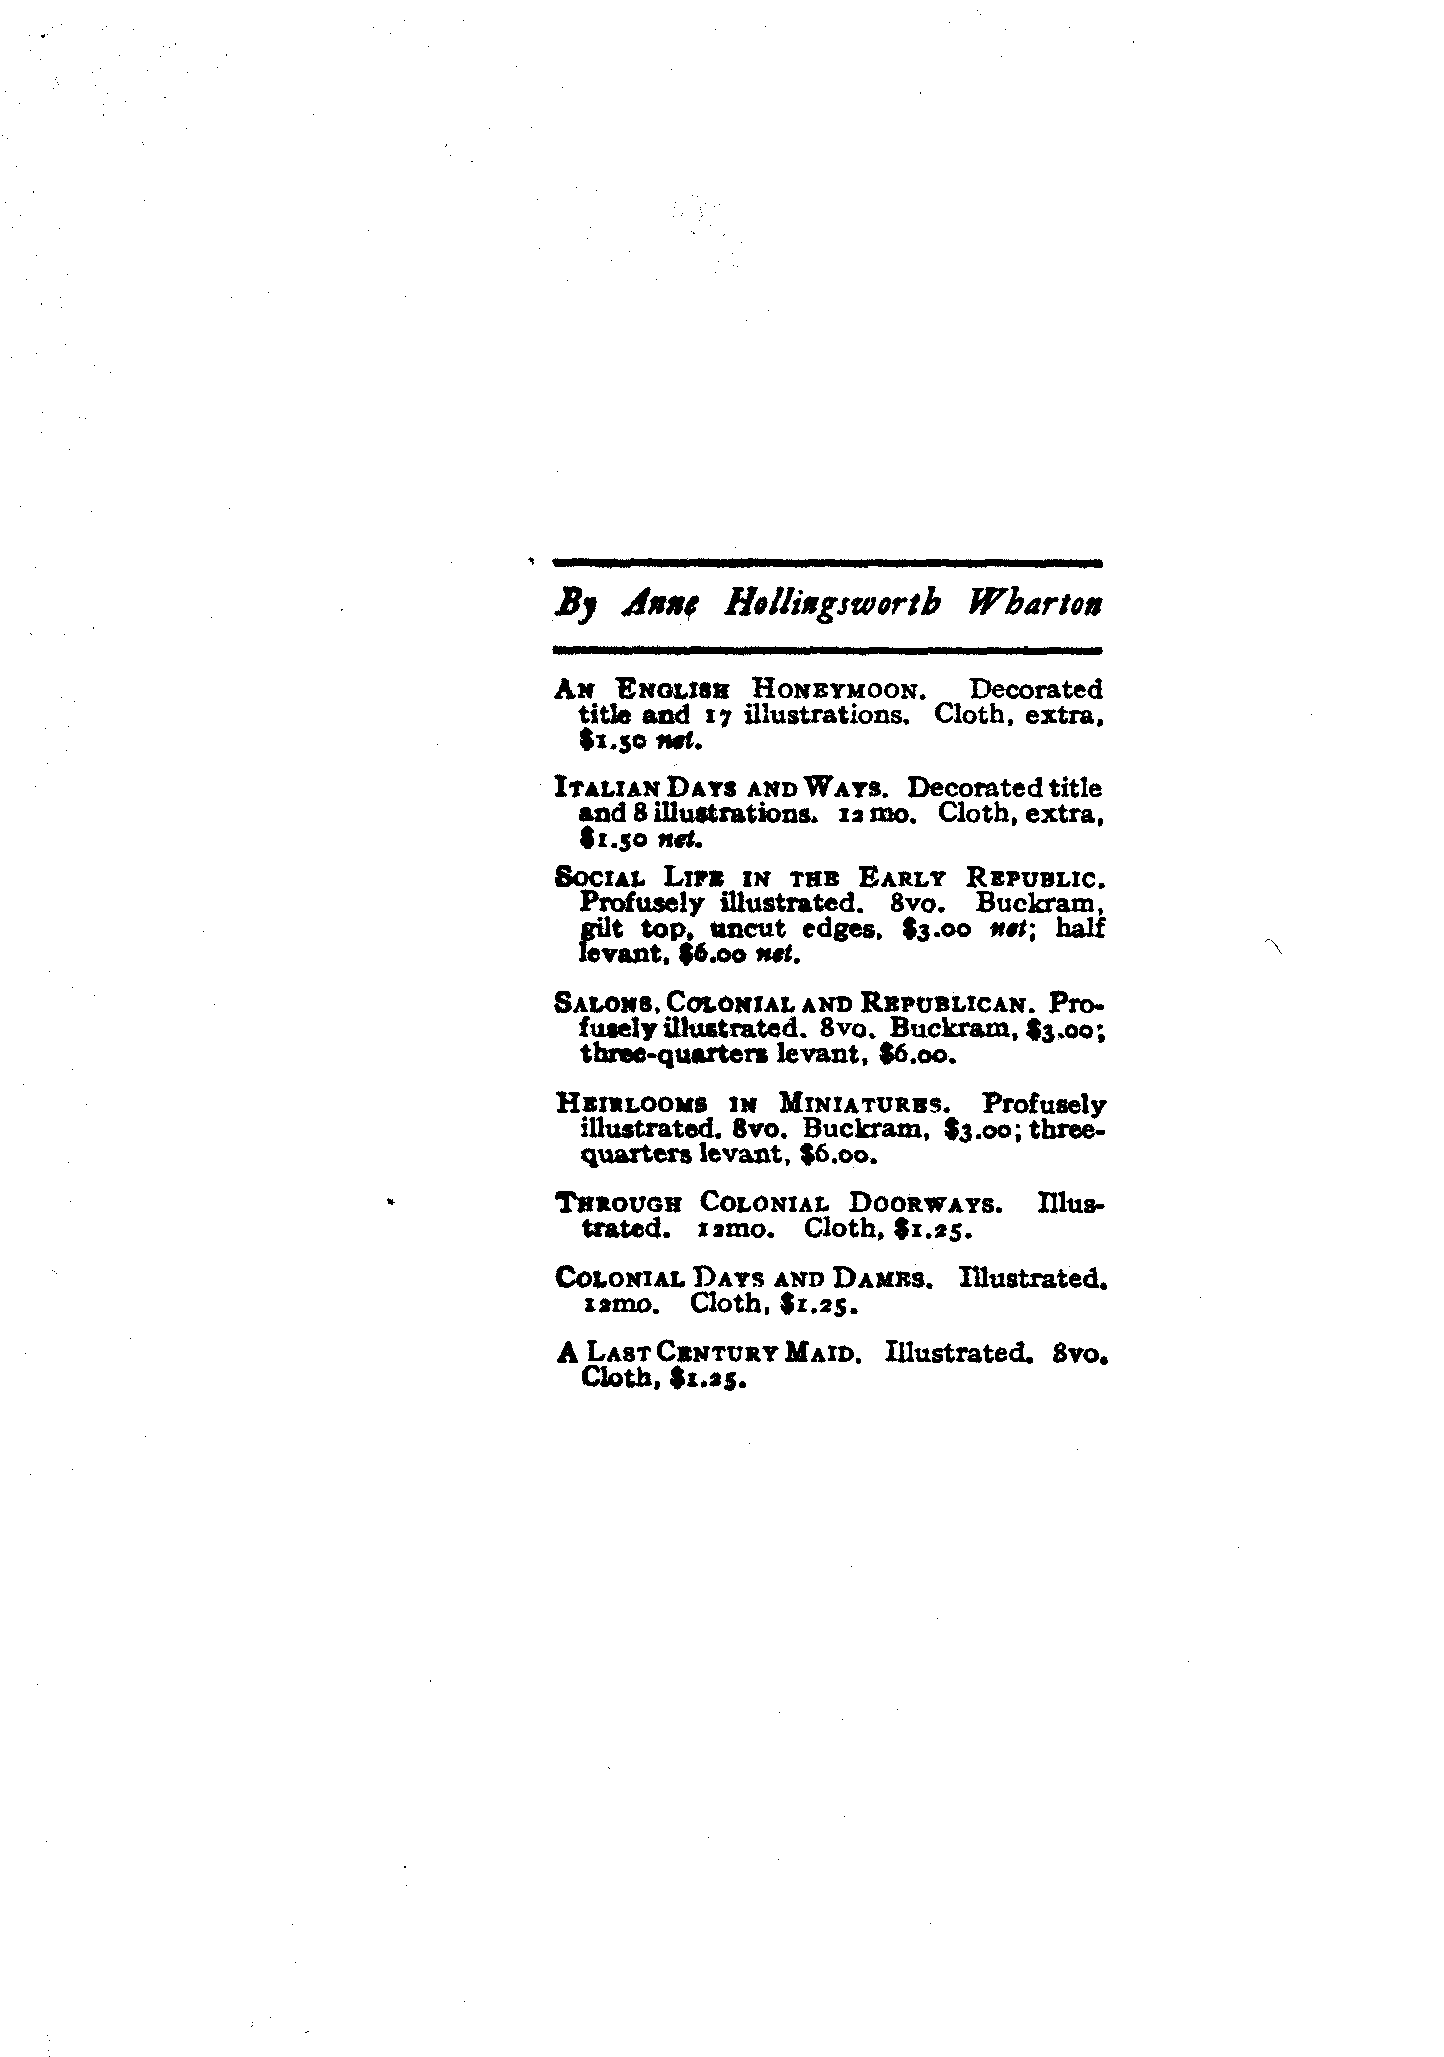 By Anne Hollingsworth Wharton
An English Honeymoon. Decorated
title and 17 illustrations. Cloth, extra,
$1.50 net.
Italian Days and Ways. Decorated title
and 8 illustrations. 12mo. Cloth, extra,
$1.50 net.
Social Life in the Early Republic.
Profusely illustrated. 8vo. Buckram,
gilt top, uncut edges, $3.00 net; half
levant, $6.00 net.
Salons, Colonial and Republican. Pro-
fusely illustrated. 8vo. Buckram, $3.00;
three-quarters levant, $6.00.
Heirlooms in Miniatures. Profusely
illustrated. 8vo. Buckram, $3.00; three-
quarters levant, $6.00.
Through Colonial Doorways. Illus-
trated. 12mo. Cloth, $1.25.
Colonial Days and Dames. Illustrated.
12mo. Cloth, $1.25.
A Last Century Maid. Illustrated. 8vo.
Cloth, $1.25.